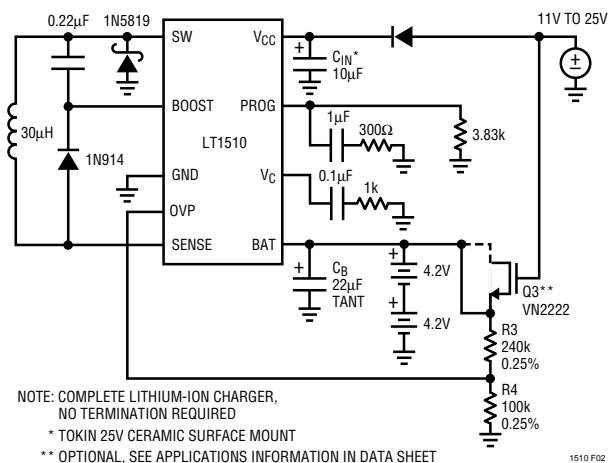 0.22µF
1N5819
30µH
1N914
SW
BOOST
GND
OVP
SENSE
LT1510
VCC
PROG
VC
BAT
11V TO 25V
+
CIN*
10µF
±
1µF
300Ω
3.83k
0.1µF
1k
+
CB
22µF
TANT
+
4.2V
+
4.2V
Q3**
VN2222
R3
240k
0.25%
R4
100k
0.25%
NOTE: COMPLETE LITHIUM-ION CHARGER,
NO TERMINATION REQUIRED
* TOKIN 25V CERAMIC SURFACE MOUNT
** OPTIONAL, SEE APPLICATIONS INFORMATION IN DATA SHEET
1510 F02